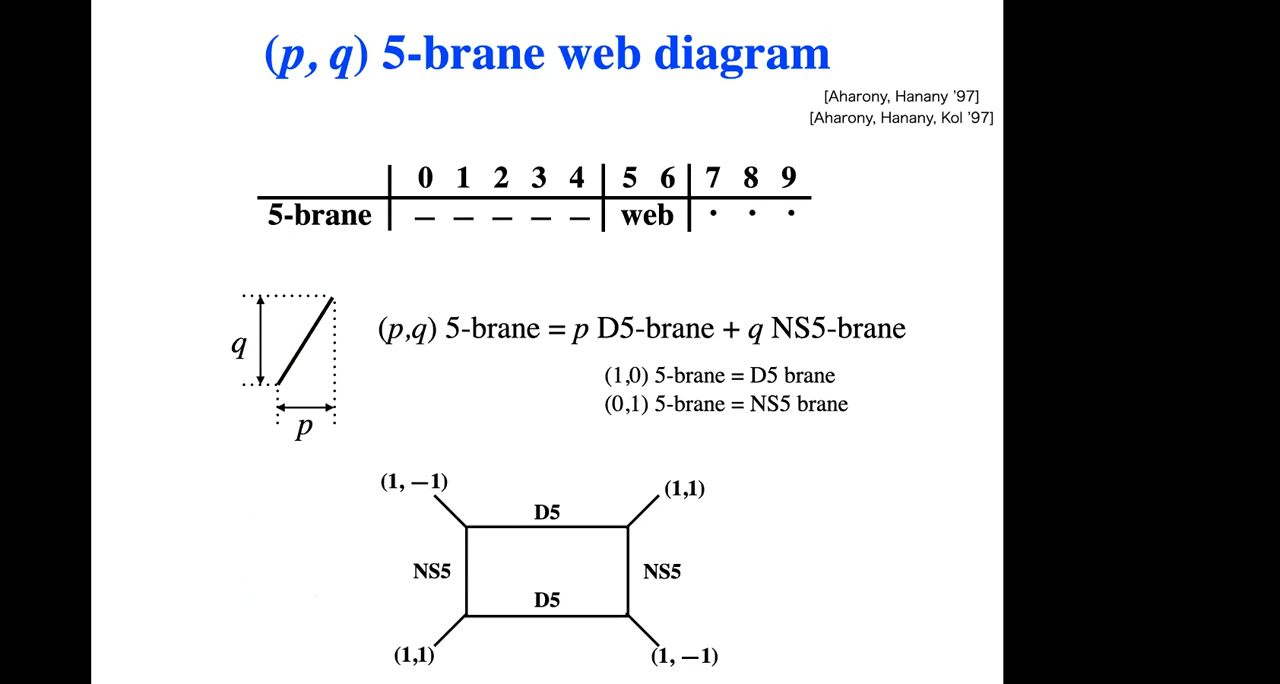 (p, q) 5-brane web diagram
[Aharony, Hanany '97]
[Aharony, Hanany, Kol '97]
0 1 2 3 4 5 6 7 8 9
5-brane – – – – – web · · ·
q
p
(p,q) 5-brane = p D5-brane + q NS5-brane
(1,0) 5-brane = D5 brane
(0,1) 5-brane = NS5 brane
(1, −1)
(1,1)
D5
NS5
NS5
D5
(1,1)
(1, −1)